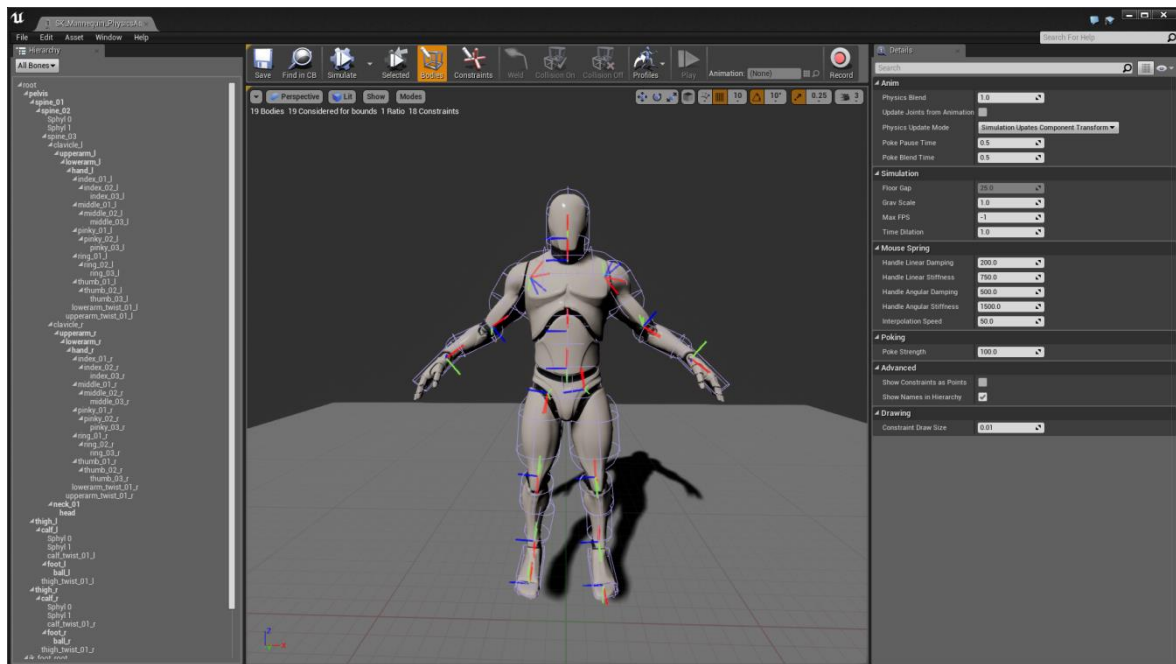 SK_Mannequin_PhysicsAs
File Edit Asset Window Help
Search For Help
Hierarchy
All Bones
root
pelvis
spine_01
spine_02
Sphyl 0
Sphyl 1
spine_03
clavicle_l
upperarm_l
lowerarm_l
hand_l
index_01_l
index_02_l
index_03_l
middle_01_l
middle_02_l
middle_03_l
pinky_01_l
pinky_02_l
pinky_03_l
ring_01_l
ring_02_l
ring_03_l
thumb_01_l
thumb_02_l
thumb_03_l
lowerarm_twist_01_l
upperarm_twist_01_l
clavicle_r
upperarm_r
lowerarm_r
hand_r
index_01_r
index_02_r
index_03_r
middle_01_r
middle_02_r
middle_03_r
pinky_01_r
pinky_02_r
pinky_03_r
ring_01_r
ring_02_r
ring_03_r
thumb_01_r
thumb_02_r
thumb_03_r
lowerarm_twist_01_r
upperarm_twist_01_r
neck_01
head
thigh_l
calf_l
Sphyl 0
Sphyl 1
calf_twist_01_l
foot_l
ball_l
thigh_twist_01_l
thigh_r
calf_r
Sphyl 0
Sphyl 1
calf_twist_01_r
foot_r
ball_r
thigh_twist_01_r
ik_foot_root
Save Find in CB Simulate Selected Bodies Constraints Weld Collision On Collision Off Profiles Play Animation: (None) Record
Perspective Lit Show Modes 10 10° 0.25 3
19 Bodies 19 Considered for bounds 1 Ratio 18 Constraints
Z
X
Details
Search
Anim
Physics Blend 1.0
Update Joints from Animation
Physics Update Mode Simulation Upates Component Transform
Poke Pause Time 0.5
Poke Blend Time 0.5
Simulation
Floor Gap 25.0
Grav Scale 1.0
Max FPS -1
Time Dilation 1.0
Mouse Spring
Handle Linear Damping 200.0
Handle Linear Stiffness 750.0
Handle Angular Damping 500.0
Handle Angular Stiffness 1500.0
Interpolation Speed 50.0
Poking
Poke Strength 100.0
Advanced
Show Constraints as Points
Show Names in Hierarchy
Drawing
Constraint Draw Size 0.01